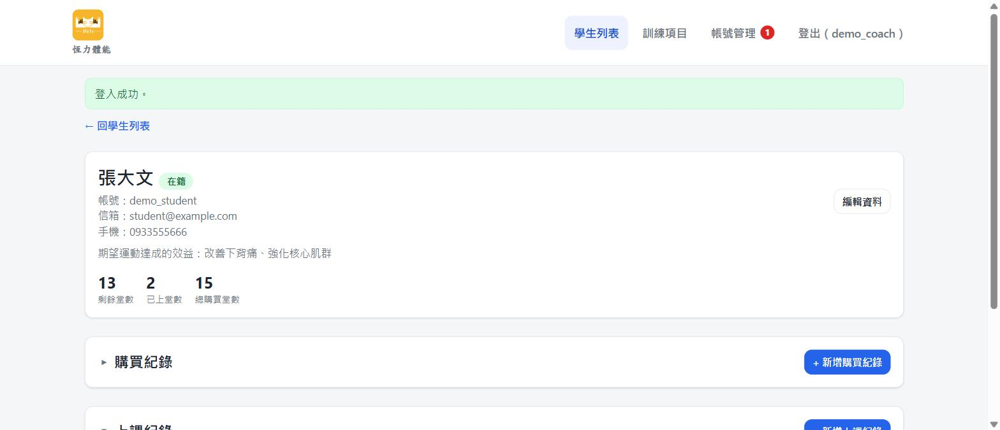 恆力體能
學生列表
訓練項目
帳號管理 1
登出 ( demo_coach )
登入成功。
← 回學生列表
張大文 在籍
帳號：demo_student
信箱：student@example.com
手機：0933555666
編輯資料
期望運動達成的效益：改善下背痛、強化核心肌群
13 2 15
剩餘堂數 已上堂數 總購買堂數
▸ 購買紀錄
+ 新增購買紀錄
上課紀錄
新增上課紀錄